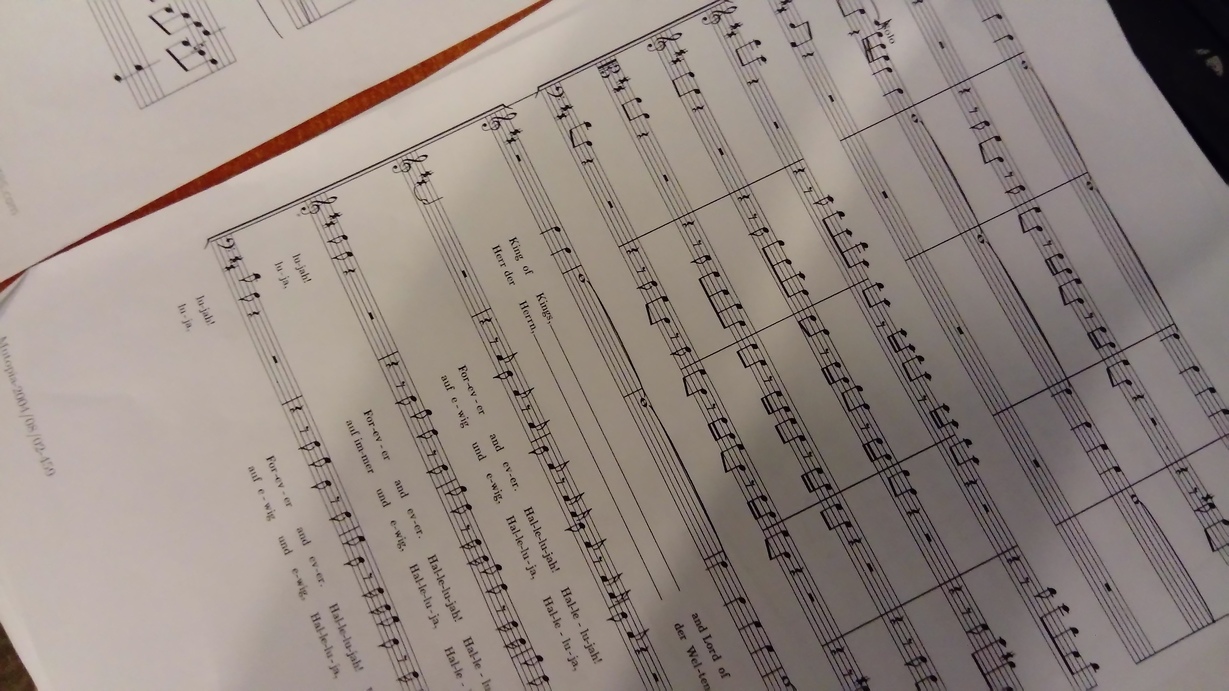 Solo
and Lord of
der Wel-ten
King of Kings,
Herr der Herrn,
For-ev-er and ev-er. Hal-le-lu-jah! Hal-le-lu-jah!
auf e-wig und e-wig, Hal-le-lu-ja, Hal-le-lu-ja,
lu-jah! For-ev-er and ev-er. Hal-le-lu-jah! Hal-le-lu
lu-ja, auf im-mer und e-wig, Hal-le-lu-ja, Hal-le-
lu-jah! For-ev-er and ev-er. Hal-le-lu-jah!
lu-ja, auf e-wig und e-wig, Hal-le-lu-ja,
Mutopia-2004/08/02-459